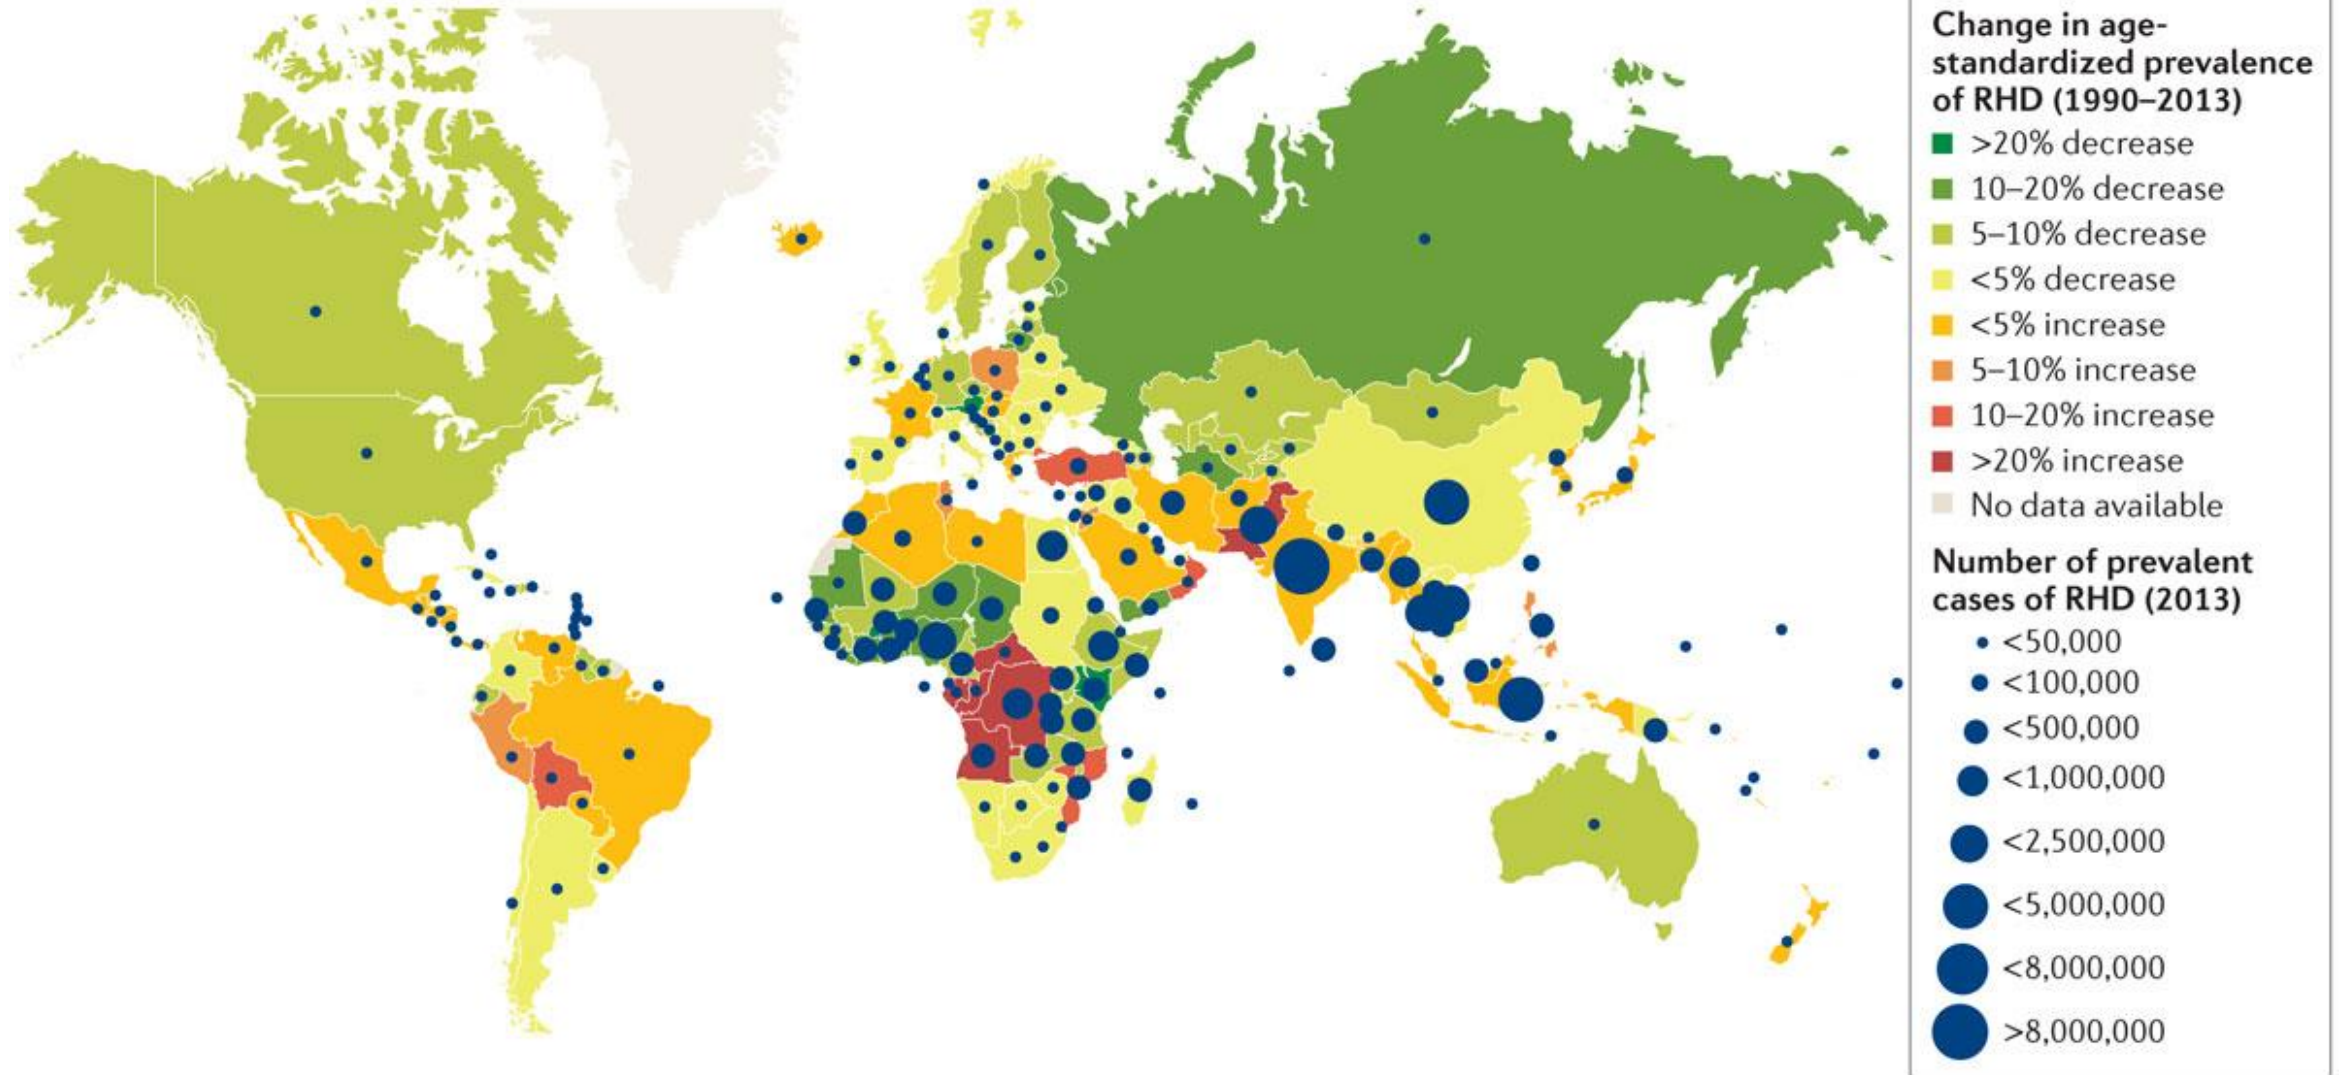 Change in age-
standardized prevalence
of RHD (1990–2013)
>20% decrease
10–20% decrease
5–10% decrease
<5% decrease
<5% increase
5–10% increase
10–20% increase
>20% increase
No data available
Number of prevalent
cases of RHD (2013)
<50,000
<100,000
<500,000
<1,000,000
<2,500,000
<5,000,000
<8,000,000
>8,000,000